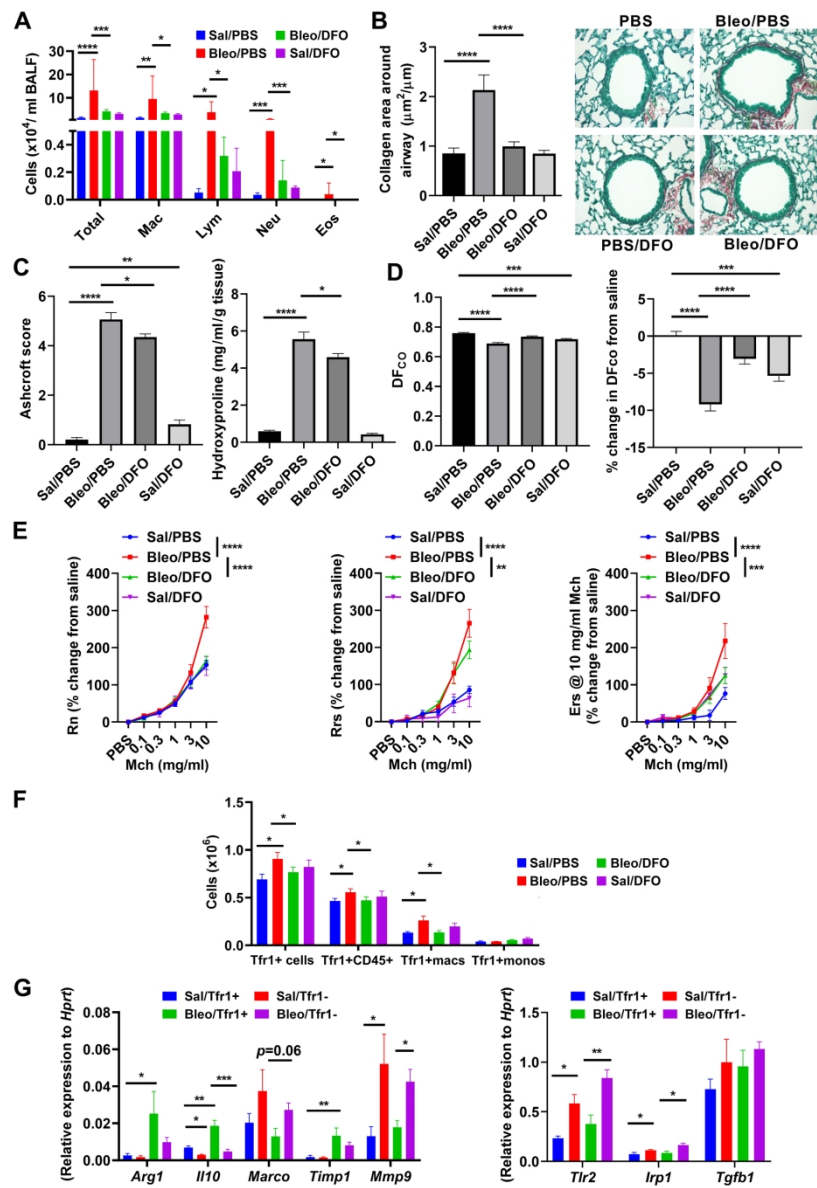 A
Sal/PBS
Bleo/DFO
Bleo/PBS
Sal/DFO
Cells (x10⁴/ ml BALF)
30
20
10
0.4
0.2
0.0
****
***
**
*
*
*
***
***
*
*
Total
Mac
Lym
Neu
Eos
B
Collagen area around
airway (μm²/μm)
3
2
1
0
****
****
Sal/PBS
Bleo/PBS
Bleo/DFO
Sal/DFO
PBS
Bleo/PBS
PBS/DFO
Bleo/DFO
C
Ashcroft score
6
4
2
0
**
*
****
Sal/PBS
Bleo/PBS
Bleo/DFO
Sal/DFO
Hydroxyproline (mg/ml/g tissue)
8
6
4
2
0
*
****
Sal/PBS
Bleo/PBS
Bleo/DFO
Sal/DFO
D
DFCO
1.0
0.8
0.6
0.4
0.2
0.0
***
****
****
Sal/PBS
Bleo/PBS
Bleo/DFO
Sal/DFO
% change in DFco from saline
0
-5
-10
-15
***
****
****
Sal/PBS
Bleo/PBS
Bleo/DFO
Sal/DFO
E
Sal/PBS
Bleo/PBS
Bleo/DFO
Sal/DFO
****
****
Rn (% change from saline)
400
300
200
100
0
PBS
0.1
0.3
1
3
10
Mch (mg/ml)
Sal/PBS
Bleo/PBS
Bleo/DFO
Sal/DFO
****
**
Rrs (% change from saline)
400
300
200
100
0
PBS
0.1
0.3
1
3
10
Mch (mg/ml)
Sal/PBS
Bleo/PBS
Bleo/DFO
Sal/DFO
****
***
Ers @ 10 mg/ml Mch
(% change from saline)
400
300
200
100
0
PBS
0.1
0.3
1
3
10
Mch (mg/ml)
F
Cells (x10⁶)
1.5
1.0
0.5
0.0
*
*
*
*
*
*
Sal/PBS
Bleo/DFO
Bleo/PBS
Sal/DFO
Tfr1+ cells
Tfr1+CD45+
Tfr1+macs
Tfr1+monos
G
Sal/Tfr1+
Sal/Tfr1-
Bleo/Tfr1+
Bleo/Tfr1-
(Relative expression to Hprt)
0.08
0.06
0.04
0.02
0.00
*
**
***
*
p=0.06
**
*
*
Arg1
Il10
Marco
Timp1
Mmp9
Sal/Tfr1+
Sal/Tfr1-
Bleo/Tfr1+
Bleo/Tfr1-
(Relative expression to Hprt)
1.5
1.0
0.5
0.0
*
**
*
*
Tlr2
Irp1
Tgfb1